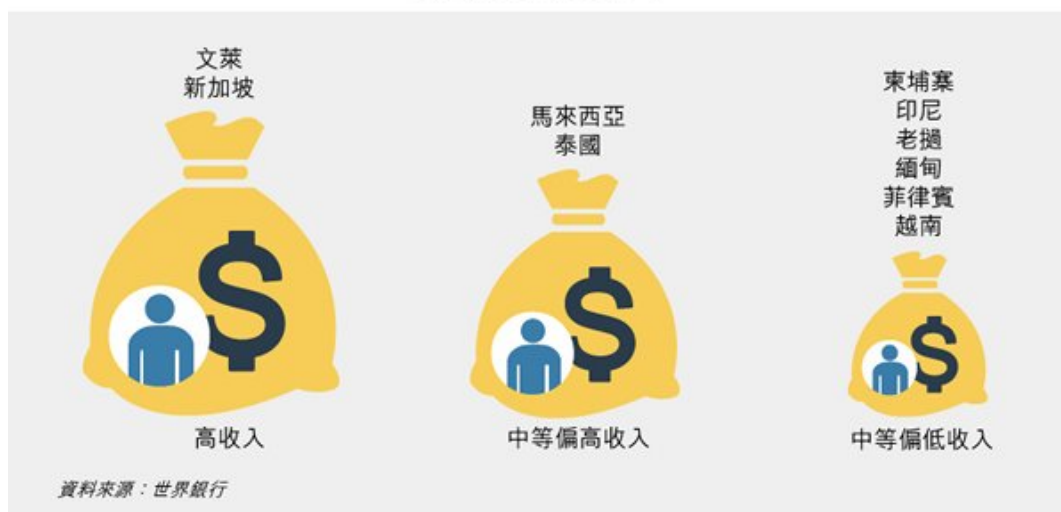 文萊
新加坡
高收入
馬來西亞
泰國
中等偏高收入
柬埔寨
印尼
老撾
緬甸
菲律賓
越南
中等偏低收入
資料來源：世界銀行